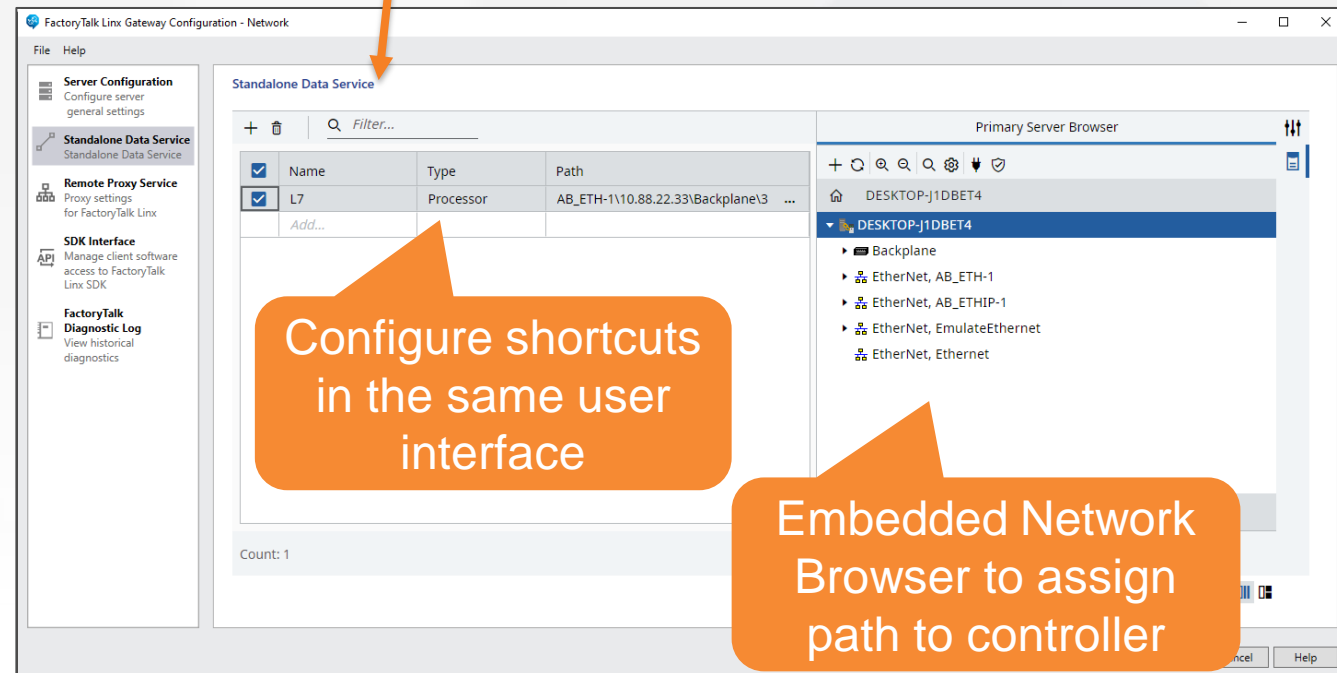 FactoryTalk Linx Gateway Configuration - Network
File Help
Server Configuration
Configure server
general settings
Standalone Data Service
Standalone Data Service
Remote Proxy Service
Proxy settings
for FactoryTalk Linx
SDK Interface
API
Manage client software
access to FactoryTalk
Linx SDK
FactoryTalk
Diagnostic Log
View historical
diagnostics
Standalone Data Service
Filter...
Name Type Path
L7 Processor AB_ETH-1\10.88.22.33\Backplane\3 ...
Add...
Count: 1
Primary Server Browser
DESKTOP-J1DBET4
DESKTOP-J1DBET4
Backplane
EtherNet, AB_ETH-1
EtherNet, AB_ETHIP-1
EtherNet, EmulateEthernet
EtherNet, Ethernet
Configure shortcuts
in the same user
interface
Embedded Network
Browser to assign
path to controller
Help